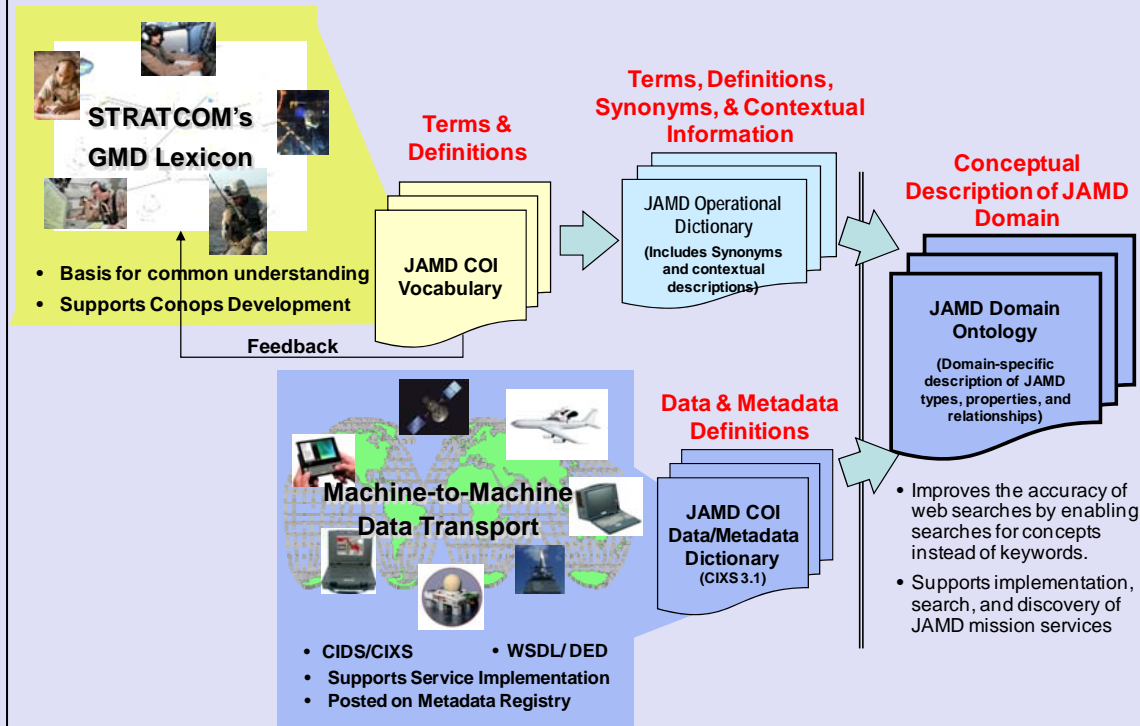 STRATCOM's
GMD Lexicon
• Basis for common understanding
• Supports Conops Development
Feedback
Terms &
Definitions
JAMD COI
Vocabulary
Terms, Definitions,
Synonyms, & Contextual
Information
JAMD Operational
Dictionary
(Includes Synonyms
and contextual
descriptions)
Conceptual
Description of JAMD
Domain
JAMD Domain
Ontology
(Domain-specific
description of JAMD
types, properties, and
relationships)
• Improves the accuracy of
web searches by enabling
searches for concepts
instead of keywords.
• Supports implementation,
search, and discovery of
JAMD mission services
Machine-to-Machine
Data Transport
• CIDS/CIXS
• WSDL/ DED
• Supports Service Implementation
• Posted on Metadata Registry
Data & Metadata
Definitions
JAMD COI
Data/Metadata
Dictionary
(CIXS 3.1)